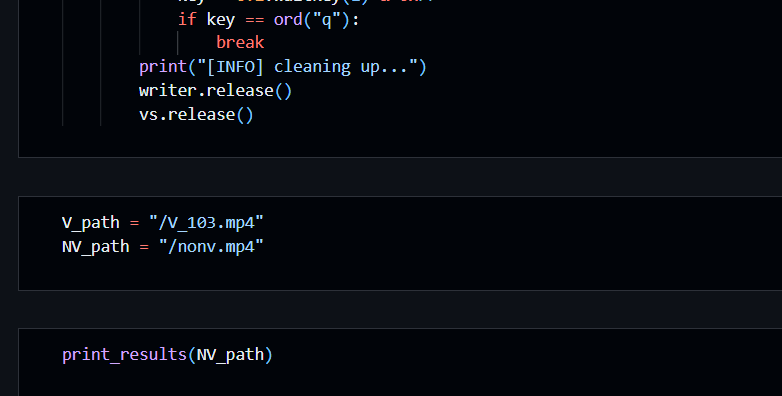 if key == ord("q"):
break
print("[INFO] cleaning up...")
writer.release()
vs.release()
V_path = "/V_103.mp4"
NV_path = "/nonv.mp4"
print_results(NV_path)